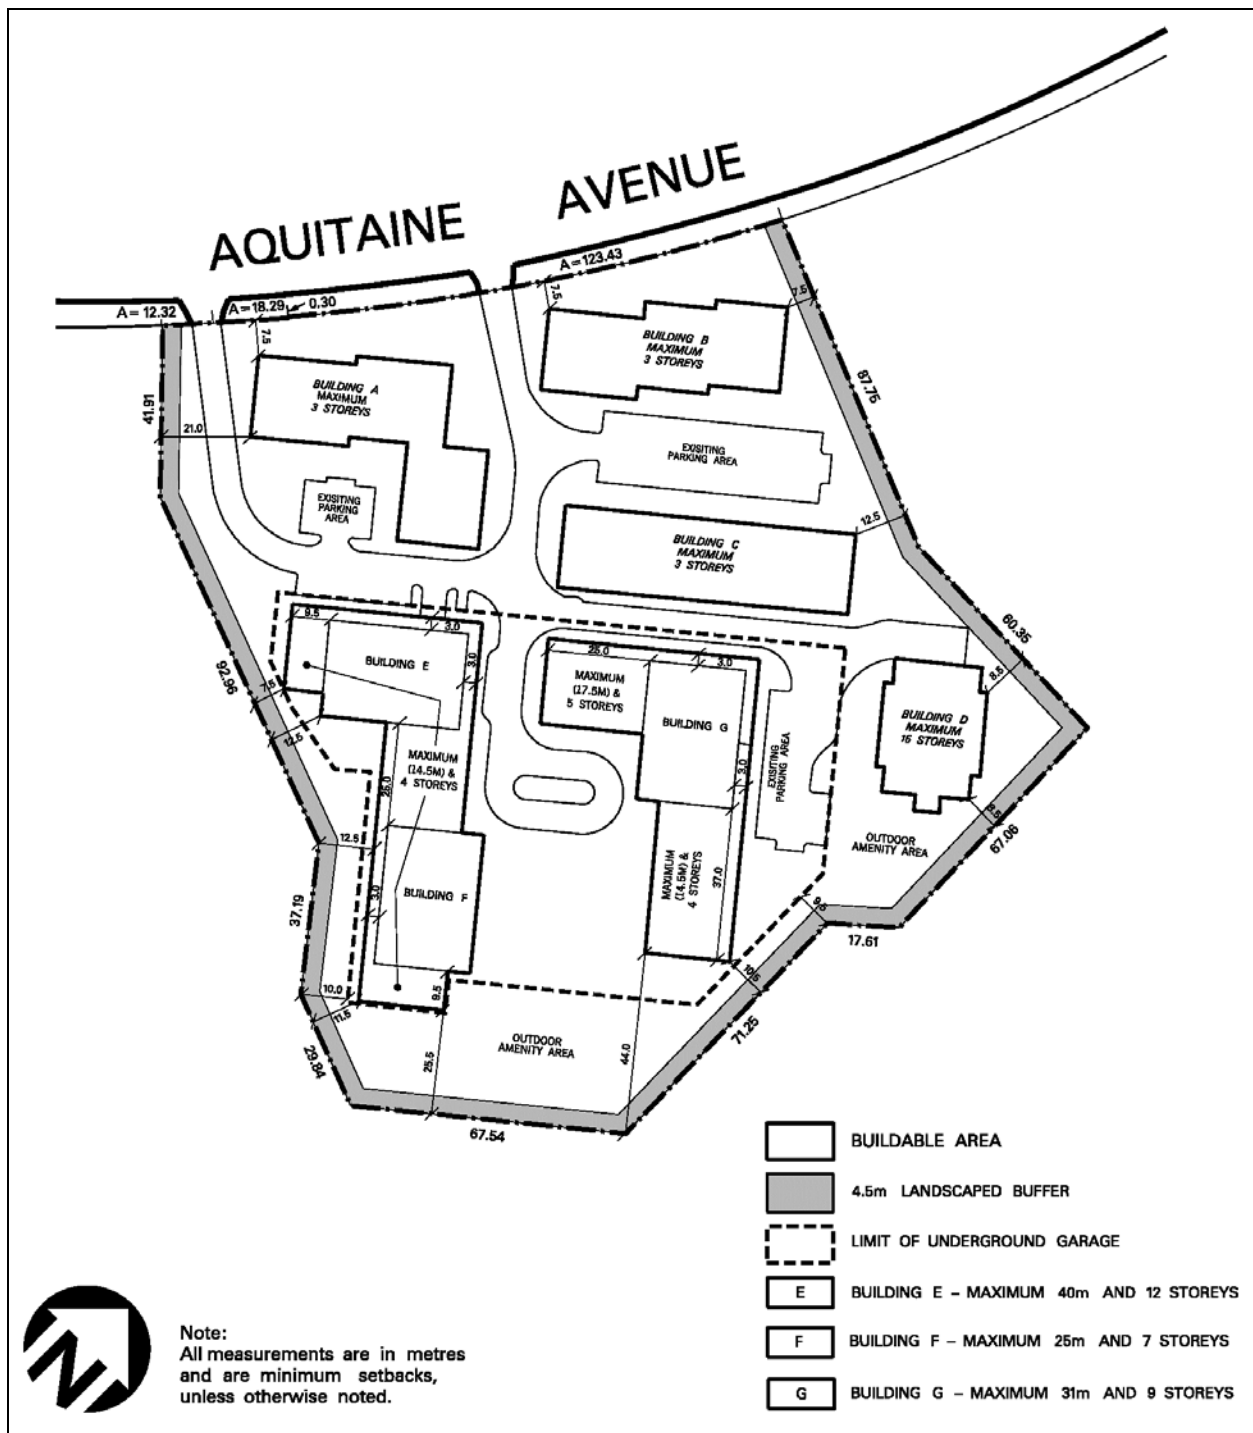 AQUITAINE AVENUE
A=123.43
A=12.32
A=18.29
0.30
7.5
7.5
7.5
BUILDING B
MAXIMUM
3 STOREYS
BUILDING A
MAXIMUM
3 STOREYS
41.91
21.0
87.75
EXISITING
PARKING AREA
EXISITING
PARKING
AREA
12.5
BUILDING C
MAXIMUM
3 STOREYS
60.35
9.5
3.0
BUILDING E
3.0
25.0
3.0
MAXIMUM
(17.5M) &
5 STOREYS
BUILDING G
8.5
BUILDING D
MAXIMUM
15 STOREYS
92.96
7.5
12.5
MAXIMUM
(14.5M) &
4 STOREYS
25.0
3.0
EXISITING
PARKING AREA
8.5
67.06
OUTDOOR
AMENITY AREA
12.5
3.0
BUILDING F
MAXIMUM
(14.5M) &
4 STOREYS
37.0
37.19
9.5
17.61
10.5
10.0
11.5
9.5
71.25
29.84
25.5
OUTDOOR
AMENITY AREA
44.0
67.54
BUILDABLE AREA
4.5m LANDSCAPED BUFFER
LIMIT OF UNDERGROUND GARAGE
E BUILDING E – MAXIMUM 40m AND 12 STOREYS
F BUILDING F – MAXIMUM 25m AND 7 STOREYS
G BUILDING G – MAXIMUM 31m AND 9 STOREYS
N
Note:
All measurements are in metres
and are minimum setbacks,
unless otherwise noted.